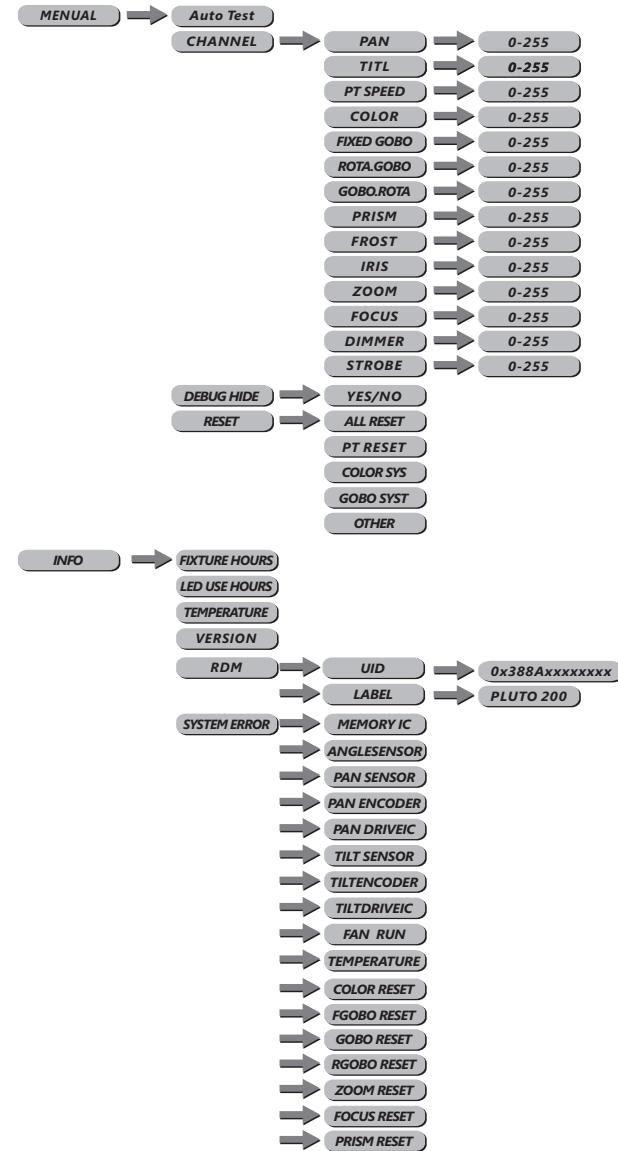 MENUAL Auto Test
CHANNEL PAN 0-255
TITL 0-255
PT SPEED 0-255
COLOR 0-255
FIXED GOBO 0-255
ROTA.GOBO 0-255
GOBO.ROTA 0-255
PRISM 0-255
FROST 0-255
IRIS 0-255
ZOOM 0-255
FOCUS 0-255
DIMMER 0-255
STROBE 0-255
DEBUG HIDE YES/NO
RESET ALL RESET
PT RESET
COLOR SYS
GOBO SYST
OTHER
INFO FIXTURE HOURS
LED USE HOURS
TEMPERATURE
VERSION
RDM UID 0x388Axxxxxxxx
LABEL PLUTO 200
SYSTEM ERROR MEMORY IC
ANGLESENSOR
PAN SENSOR
PAN ENCODER
PAN DRIVEIC
TILT SENSOR
TILTENCODER
TILTDRIVEIC
FAN RUN
TEMPERATURE
COLOR RESET
FGOBO RESET
GOBO RESET
RGOBO RESET
ZOOM RESET
FOCUS RESET
PRISM RESET